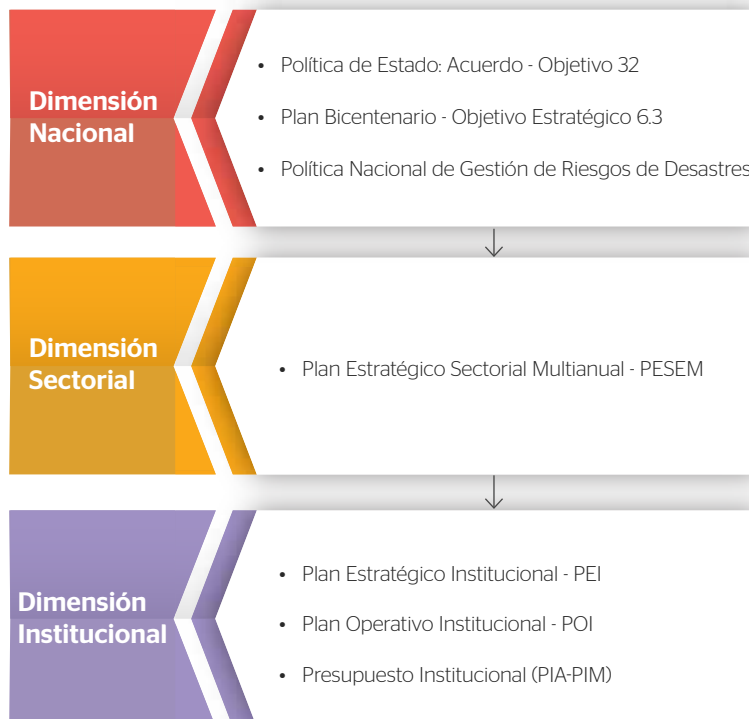 Dimensión
Nacional
• Política de Estado: Acuerdo - Objetivo 32
• Plan Bicentenario - Objetivo Estratégico 6.3
• Política Nacional de Gestión de Riesgos de Desastres
Dimensión
Sectorial
• Plan Estratégico Sectorial Multianual - PESEM
Dimensión
Institucional
• Plan Estratégico Institucional - PEI
• Plan Operativo Institucional - POI
• Presupuesto Institucional (PIA-PIM)